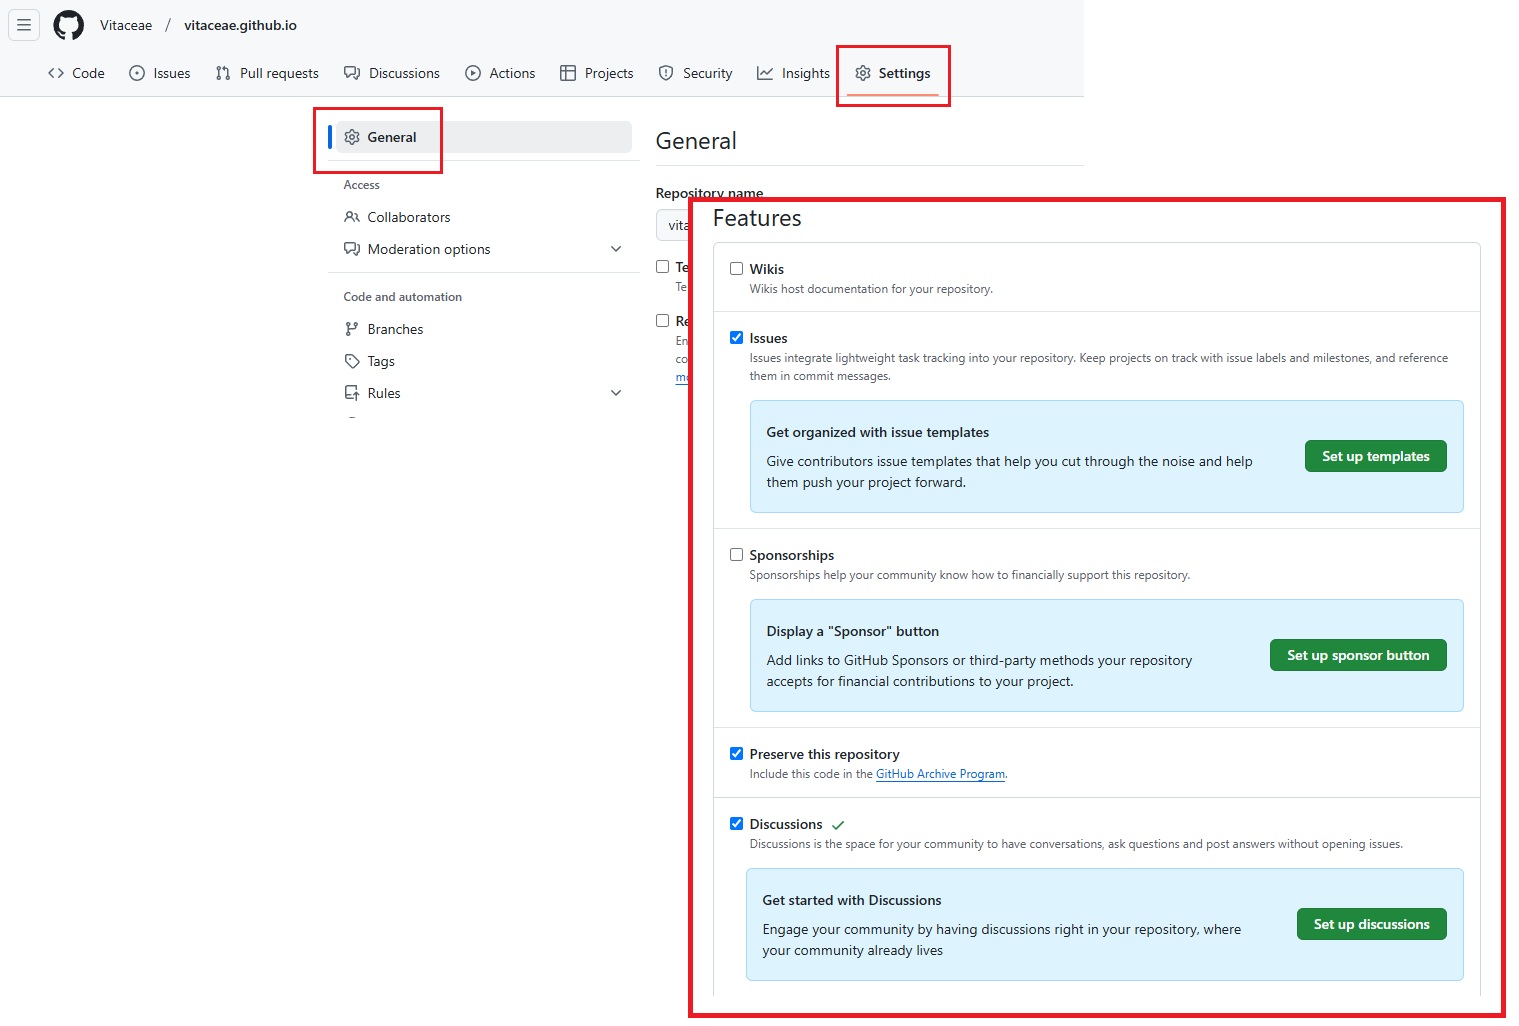 Vitaceae / vitaceae.github.io
Code Issues Pull requests Discussions Actions Projects Security Insights Settings
General
Access
Collaborators
Moderation options
Code and automation
Branches
Tags
Rules
General
Repository name
vita
Te
Te
Re
En
co
mo
Features
Wikis
Wikis host documentation for your repository.
Issues
Issues integrate lightweight task tracking into your repository. Keep projects on track with issue labels and milestones, and reference
them in commit messages.
Get organized with issue templates
Give contributors issue templates that help you cut through the noise and help
them push your project forward.
Set up templates
Sponsorships
Sponsorships help your community know how to financially support this repository.
Display a "Sponsor" button
Add links to GitHub Sponsors or third-party methods your repository
accepts for financial contributions to your project.
Set up sponsor button
Preserve this repository
Include this code in the GitHub Archive Program.
Discussions
Discussions is the space for your community to have conversations, ask questions and post answers without opening issues.
Get started with Discussions
Engage your community by having discussions right in your repository, where
your community already lives
Set up discussions